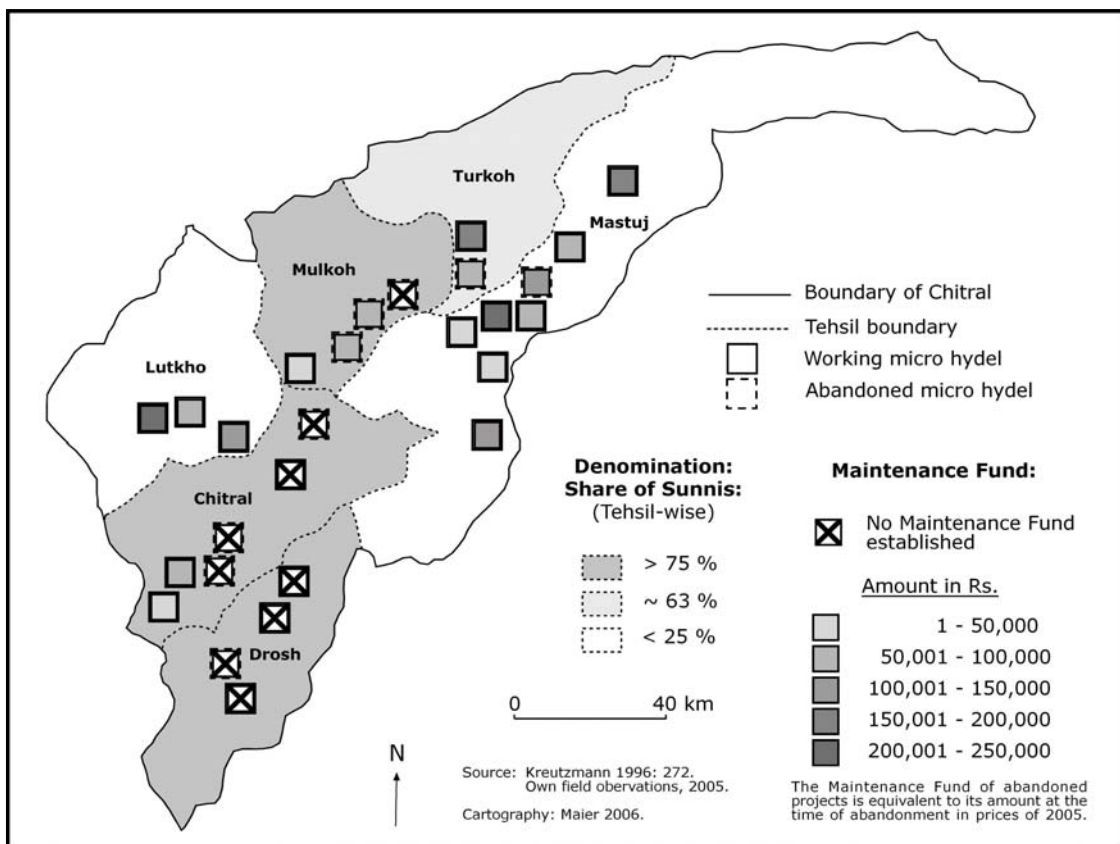 Turkoh
Mastuj
Mulkoh
Lutkho
Chitral
Drosh
Boundary of Chitral
Tehsil boundary
Working micro hydel
Abandoned micro hydel
Denomination:
Share of Sunnis:
(Tehsil-wise)
> 75 %
~ 63 %
< 25 %
0 40 km
N
Source: Kreutzmann 1996: 272.
Own field obervations, 2005.
Cartography: Maier 2006.
Maintenance Fund:
No Maintenance Fund
established
Amount in Rs.
1 - 50,000
50,001 - 100,000
100,001 - 150,000
150,001 - 200,000
200,001 - 250,000
The Maintenance Fund of abandoned
projects is equivalent to its amount at the
time of abandonment in prices of 2005.